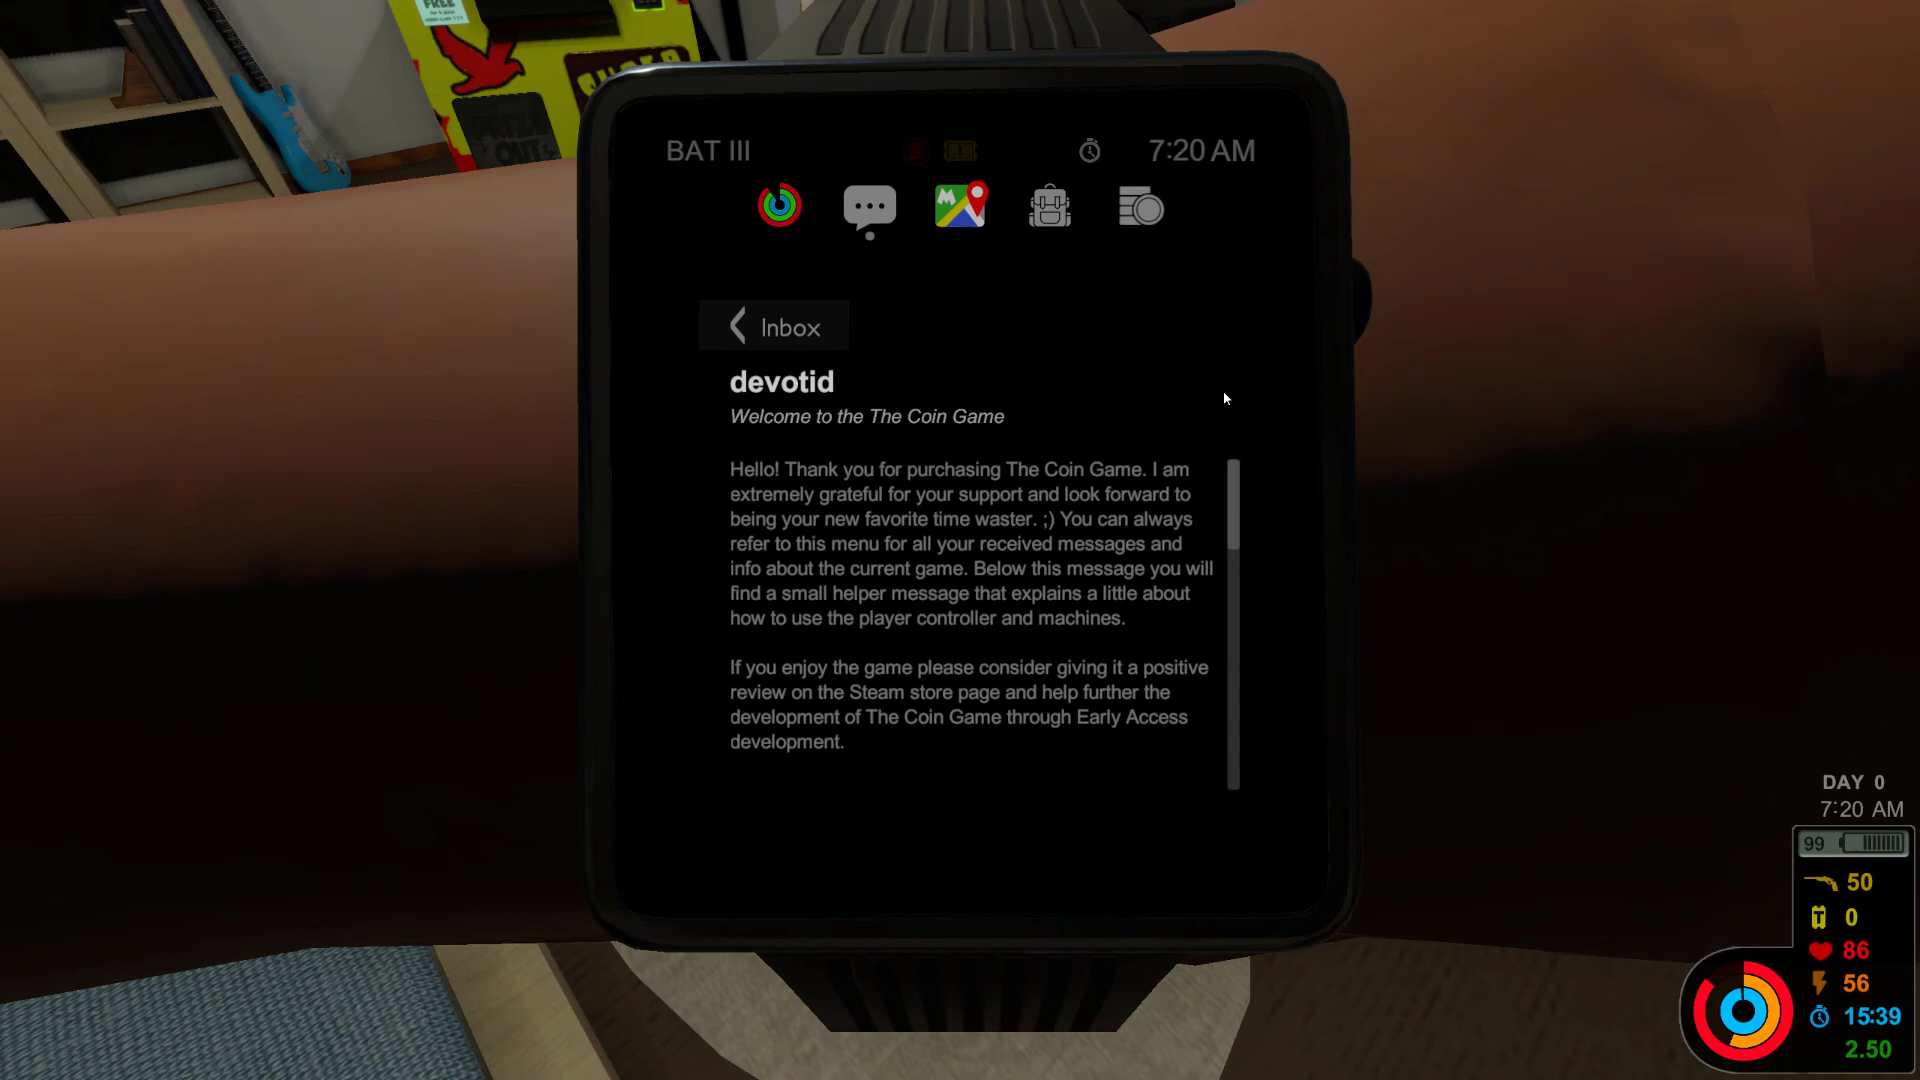 FREE
OUT
BAT III
7:20 AM
Inbox
devotid
Welcome to the The Coin Game
Hello! Thank you for purchasing The Coin Game. I am
extremely grateful for your support and look forward to
being your new favorite time waster. ;) You can always
refer to this menu for all your received messages and
info about the current game. Below this message you will
find a small helper message that explains a little about
how to use the player controller and machines.
If you enjoy the game please consider giving it a positive
review on the Steam store page and help further the
development of The Coin Game through Early Access
development.
DAY 0
7:20 AM
99
50
T 0
86
56
15:39
2.50